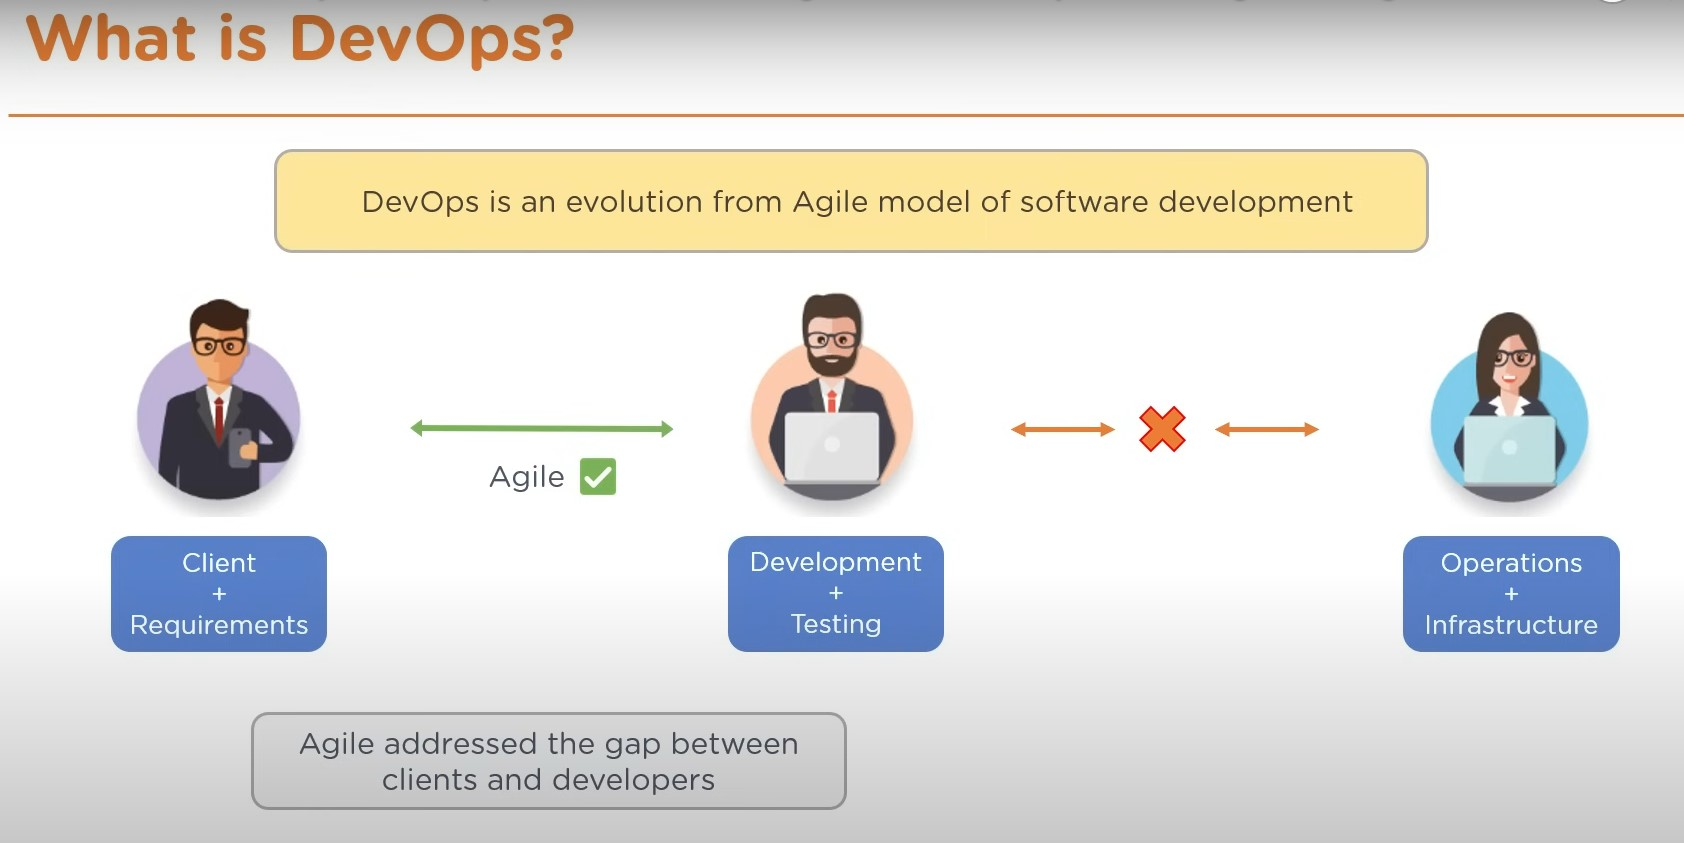 What is DevOps?
DevOps is an evolution from Agile model of software development
Agile
Client
+
Requirements
Development
+
Testing
Operations
+
Infrastructure
Agile addressed the gap between
clients and developers